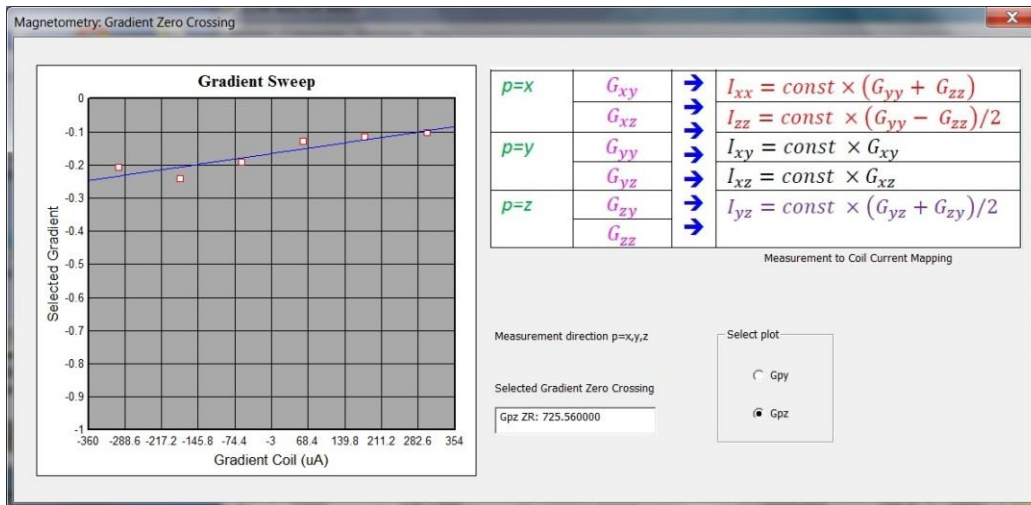 Magnetometry: Gradient Zero Crossing
x
Gradient Sweep
Selected Gradient
0
-0.1
-0.2
-0.3
-0.4
-0.5
-0.6
-0.7
-0.8
-0.9
-1
-360 -288.6 -217.2 -145.8 -74.4 -3 68.4 139.8 211.2 282.6 354
Gradient Coil (uA)
p=x G_xy → I_xx = const × (G_yy + G_zz)
G_xz → I_zz = const × (G_yy − G_zz)/2
p=y G_yy → I_xy = const × G_xy
G_yz → I_xz = const × G_xz
p=z G_zy → I_yz = const × (G_yz + G_zy)/2
G_zz →
Measurement to Coil Current Mapping
Measurement direction p=x,y,z
Selected Gradient Zero Crossing
Gpz ZR: 725.560000
Select plot
Gpy
Gpz